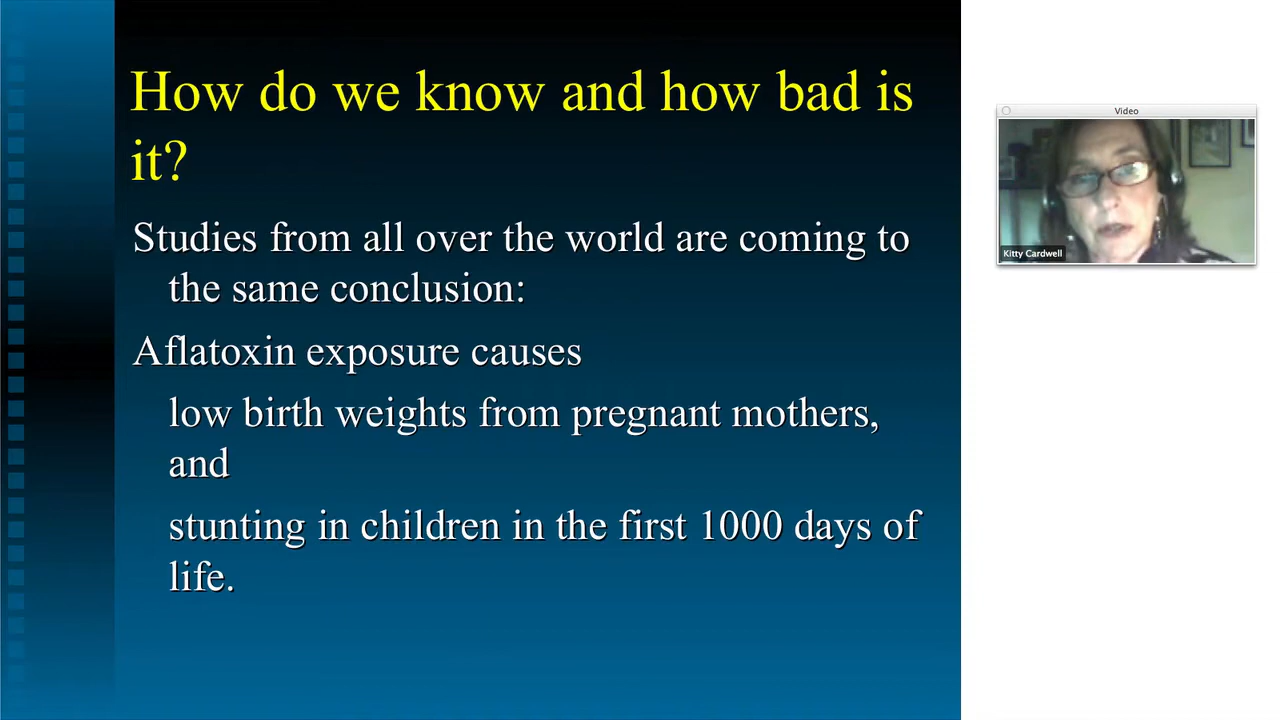 How do we know and how bad is
it?
Studies from all over the world are coming to
the same conclusion:
Aflatoxin exposure causes
low birth weights from pregnant mothers,
and
stunting in children in the first 1000 days of
life.
Video
Kitty Cardwell